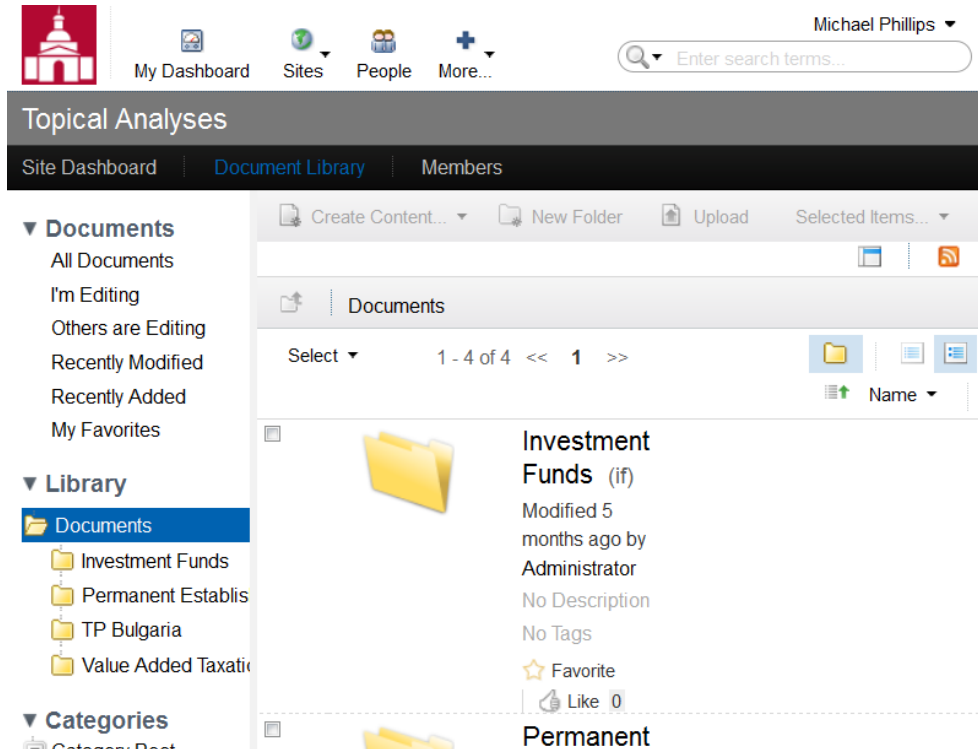 Michael Phillips
My Dashboard
Sites
People
More...
Enter search terms...
Topical Analyses
Site Dashboard
Document Library
Members
Documents
All Documents
I'm Editing
Others are Editing
Recently Modified
Recently Added
My Favorites
Library
Documents
Investment Funds
Permanent Establis
TP Bulgaria
Value Added Taxati
Categories
Category Root
Create Content...
New Folder
Upload
Selected Items...
Documents
Select
1 - 4 of 4 << 1 >>
Name
Investment
Funds (if)
Modified 5
months ago by
Administrator
No Description
No Tags
Favorite
Like 0
Permanent